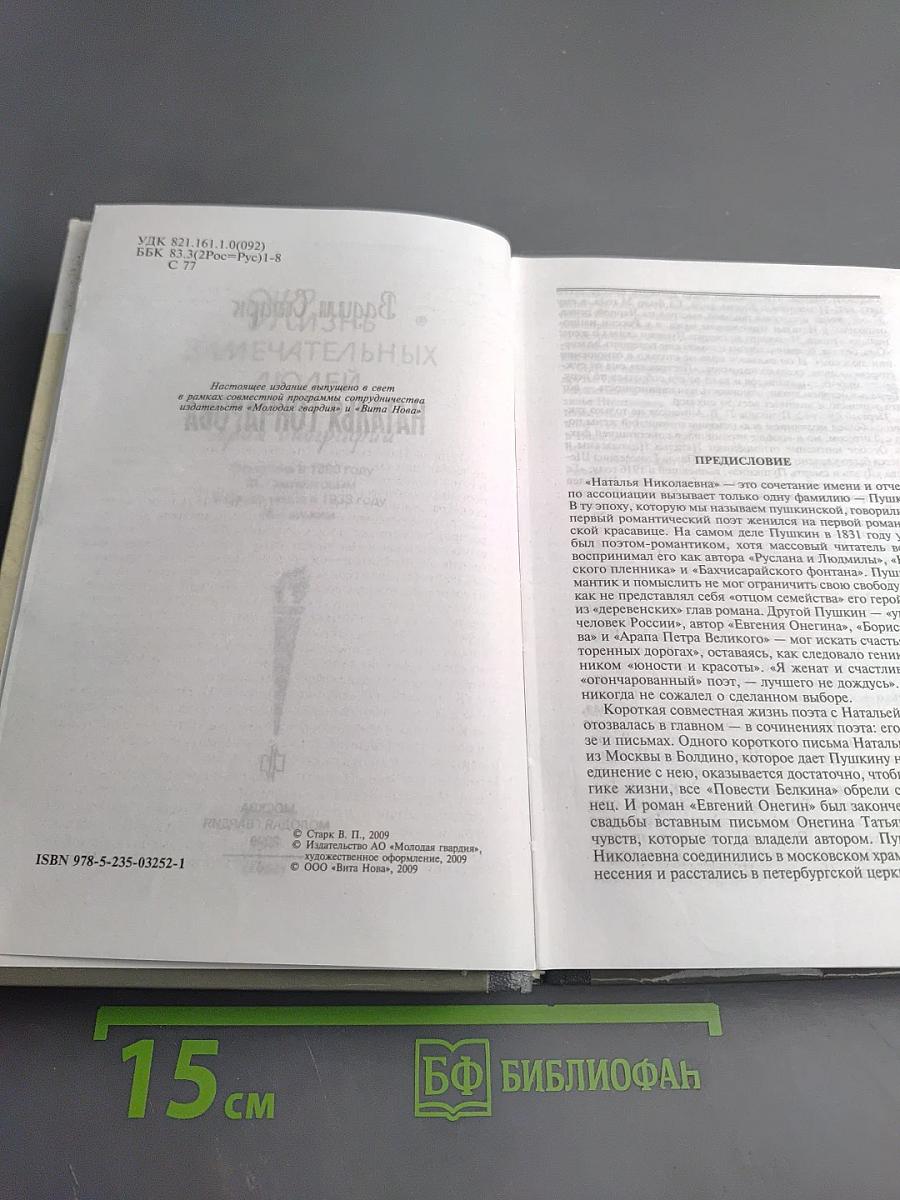 УДК 821.161.1.0(092)
ББК 83.3(2Рос=Рус)1-8
С 77
Настоящее издание выпущено в свет
в рамках совместной программы сотрудничества
издательств «Молодая гвардия» и «Вита Нова»
ISBN 978-5-235-03252-1
© Старк В. П., 2009
© Издательство АО «Молодая гвардия»,
художественное оформление, 2009
© ООО «Вита Нова», 2009
ПРЕДИСЛОВИЕ
«Наталья Николаевна» — это сочетание имени и отче
по ассоциации вызывает только одну фамилию — Пушк
В ту эпоху, которую мы называем пушкинской, говорили
первый романтический поэт женился на первой роман
ской красавице. На самом деле Пушкин в 1831 году у
был поэтом-романтиком, хотя массовый читатель вс
воспринимал его как автора «Руслана и Людмилы», «К
ского пленника» и «Бахчисарайского фонтана». Пуш
мантик и помыслить не мог ограничить свою свободу
как не представлял себя «отцом семейства» его герой
из «деревенских» глав романа. Другой Пушкин — «у
человек России», автор «Евгения Онегина», «Борис
ва» и «Арапа Петра Великого» — мог искать счасть
торенных дорогах», оставаясь, как следовало гени
ником «юности и красоты». «Я женат и счастлив
«огончарованный» поэт, — лучшего не дождусь».
никогда не сожалел о сделанном выборе.
Короткая совместная жизнь поэта с Натальей
отозвалась в главном — в сочинениях поэта: его
зе и письмах. Одного короткого письма Наталь
из Москвы в Болдино, которое дает Пушкину н
единение с нею, оказывается достаточно, чтоб
гике жизни, все «Повести Белкина» обрели с
нец. И роман «Евгений Онегин» был законче
свадьбы вставным письмом Онегина Татья
чувств, которые тогда владели автором. Пу
Николаевна соединились в московском храм
несения и расстались в петербургской церк
15 см
БФ БИБЛИОФАН